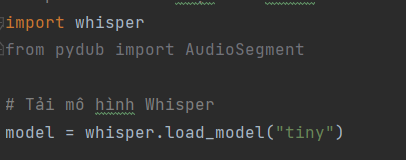 import whisper
from pydub import AudioSegment
# Tải mô hình Whisper
model = whisper.load_model("tiny")